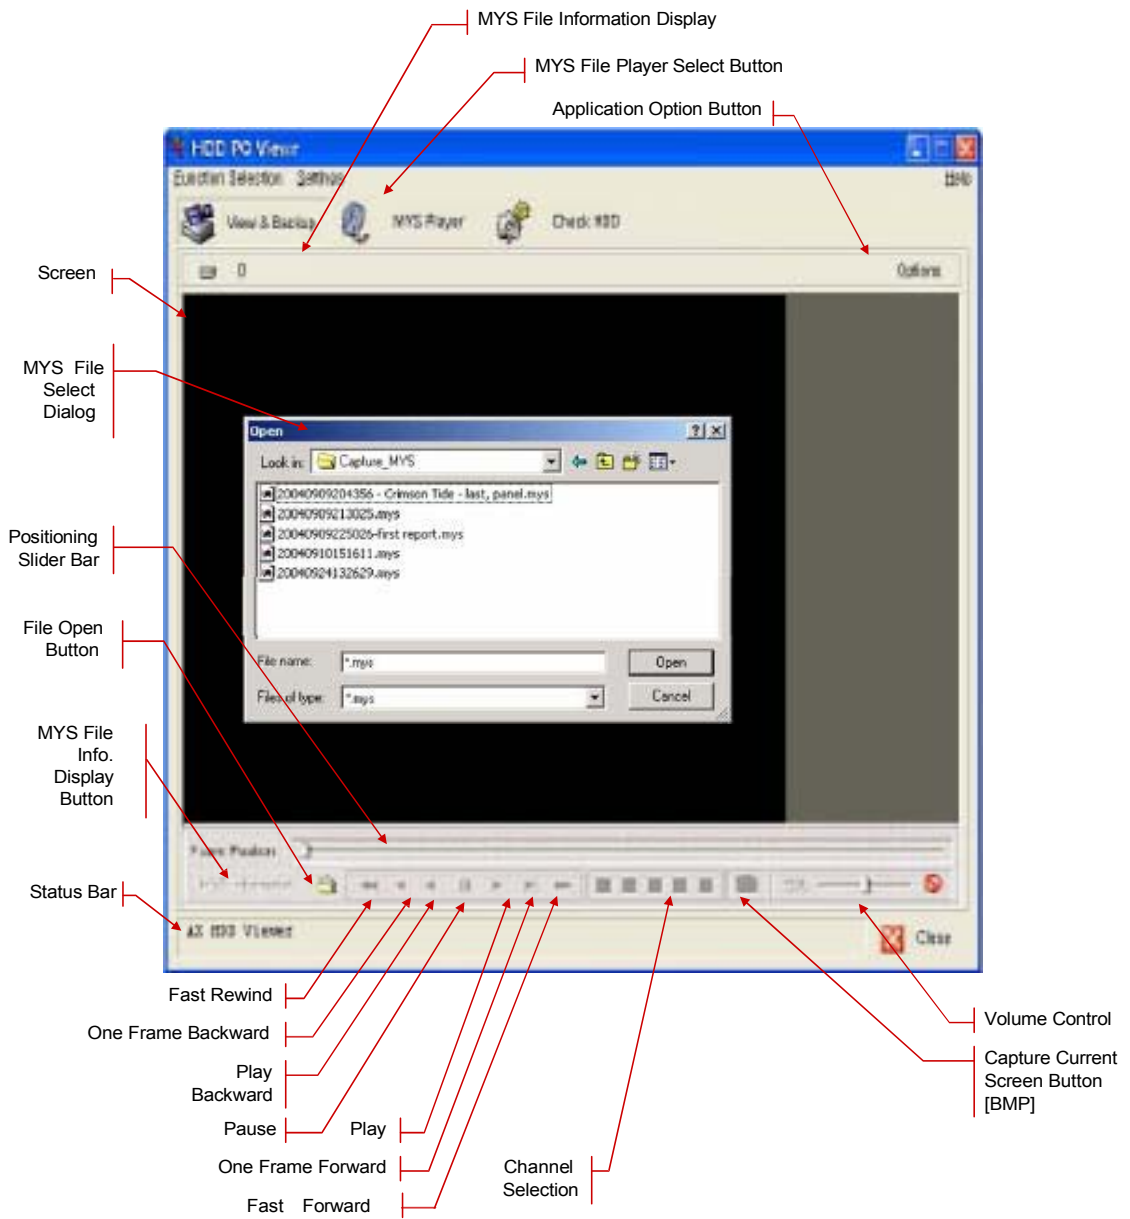 MYS File Information Display
MYS File Player Select Button
Application Option Button
HDD PC Viewer
Function Selection Settings
Help
View & Backup
MYS Player
Check HDD
0
Options
Screen
MYS File
Select
Dialog
Open
Look in:
Capture_MYS
20040909204356 - Crimson Tide - last, panel.mys
20040909213025.mys
20040909225026-first report.mys
20040910151611.mys
20040924132629.mys
File name:
*.mys
Open
Files of type:
*.mys
Cancel
Positioning
Slider Bar
File Open
Button
MYS File
Info.
Display
Button
Position
Status Bar
HDD Viewer
Close
Fast Rewind
One Frame Backward
Play
Backward
Pause
Play
One Frame Forward
Fast Forward
Channel
Selection
Volume Control
Capture Current
Screen Button
[BMP]